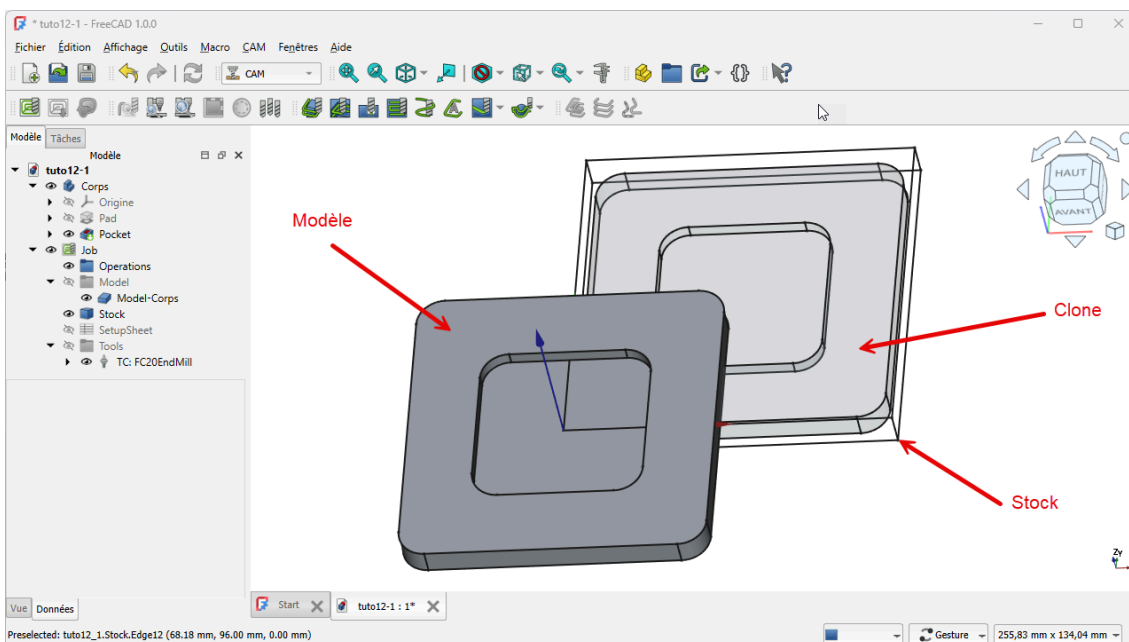 * tuto12-1 - FreeCAD 1.0.0
Fichier Édition Affichage Outils Macro CAM Fenêtres Aide
CAM
Modèle Tâches
Modèle
tuto12-1
Corps
Origine
Pad
Pocket
Job
Operations
Model
Model-Corps
Stock
SetupSheet
Tools
TC: FC20EndMill
HAUT
AVANT
Modèle
Clone
Stock
Zy
Vue Données
Start
tuto12-1 : 1*
Preselected: tuto12_1.Stock.Edge12 (68.18 mm, 96.00 mm, 0.00 mm)
Gesture
255,83 mm x 134,04 mm